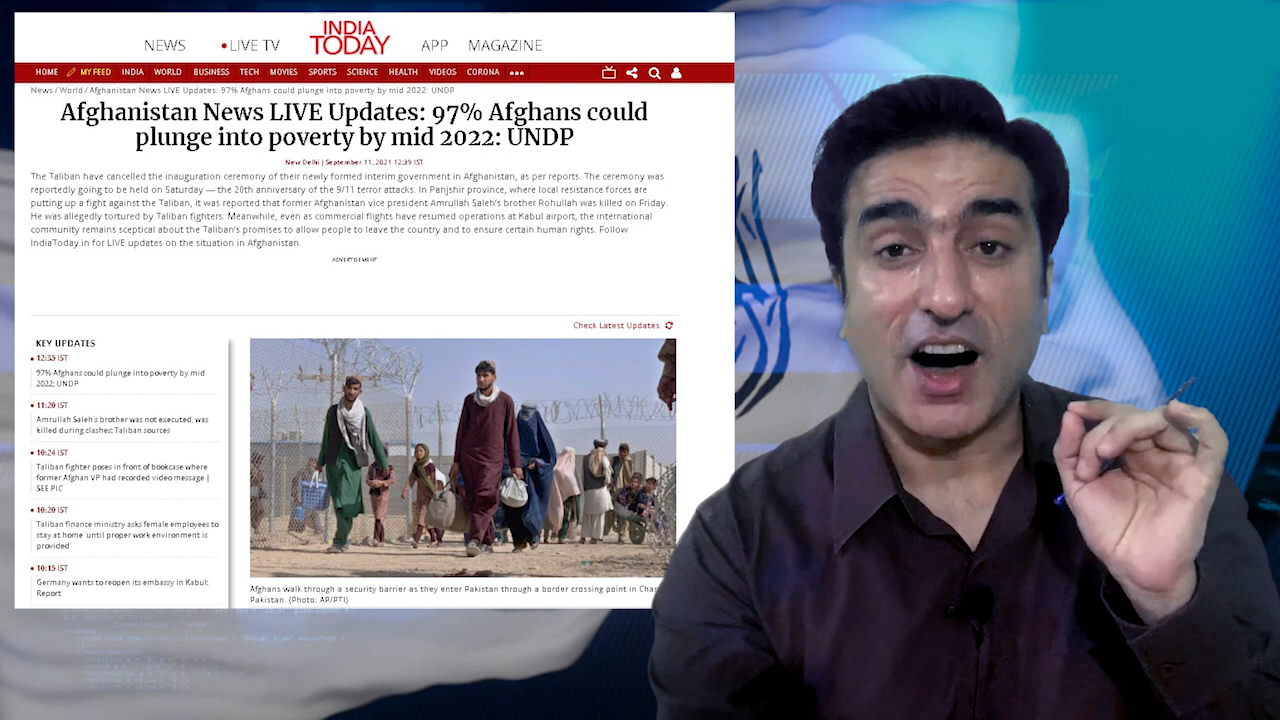 INDIA
TODAY
NEWS
LIVE TV
APP
MAGAZINE
HOME MY FEED INDIA WORLD BUSINESS TECH MOVIES SPORTS SCIENCE HEALTH VIDEOS CORONA
News / World / Afghanistan News LIVE Updates: 97% Afghans could plunge into poverty by mid 2022: UNDP
Afghanistan News LIVE Updates: 97% Afghans could
plunge into poverty by mid 2022: UNDP
New Delhi | September 11, 2021 12:39 IST
The Taliban have cancelled the inauguration ceremony of their newly formed interim government in Afghanistan, as per reports. The ceremony was
reportedly going to be held on Saturday — the 20th anniversary of the 9/11 terror attacks. In Panjshir province, where local resistance forces are
putting up a fight against the Taliban, it was reported that former Afghanistan vice president Amrullah Saleh's brother Rohullah was killed on Friday.
He was allegedly tortured by Taliban fighters. Meanwhile, even as commercial flights have resumed operations at Kabul airport, the international
community remains sceptical about the Taliban's promises to allow people to leave the country and to ensure certain human rights. Follow
IndiaToday.in for LIVE updates on the situation in Afghanistan.
ADVERTISEMENT
Check Latest Updates
KEY UPDATES
12:35 IST
97% Afghans could plunge into poverty by mid
2022: UNDP
11:20 IST
Amrullah Saleh's brother was not executed, was
killed during clashes: Taliban sources
10:24 IST
Taliban fighter poses in front of bookcase where
former Afghan VP had recorded video message |
SEE PIC
10:20 IST
Taliban finance ministry asks female employees to
stay at home 'until proper work environment is
provided'
10:15 IST
Germany wants to reopen its embassy in Kabul:
Report
Afghans walk through a security barrier as they enter Pakistan through a border crossing point in
Pakistan. (Photo: AP/PTI)